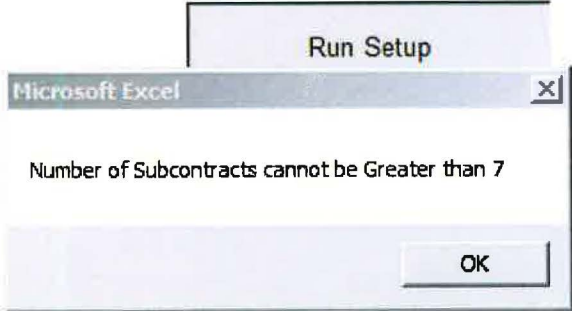 Run Setup
Microsoft Excel
Number of Subcontracts cannot be Greater than 7
OK